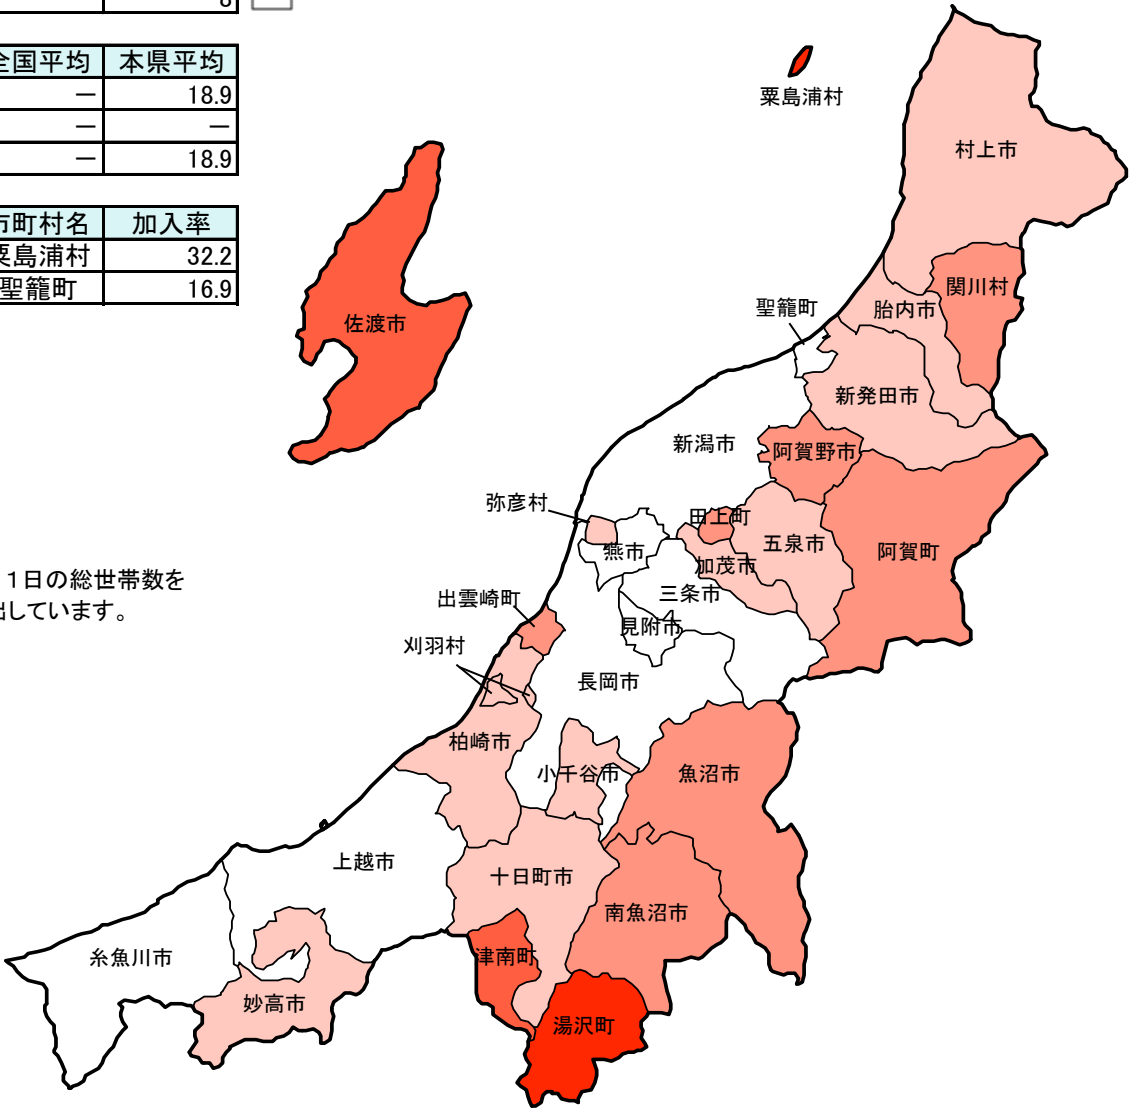 8
全国平均 本県平均
― 18.9
― ―
― 18.9
市町村名 加入率
粟島浦村 32.2
聖籠町 16.9
1日の総世帯数を
出しています。
粟島浦村
村上市
関川村
胎内市
聖籠町
佐渡市
新発田市
新潟市
阿賀野市
弥彦村
田上町
燕市
五泉市
阿賀町
加茂市
三条市
出雲崎町
見附市
刈羽村
長岡市
柏崎市
小千谷市
魚沼市
上越市
十日町市
南魚沼市
糸魚川市
津南町
妙高市
湯沢町